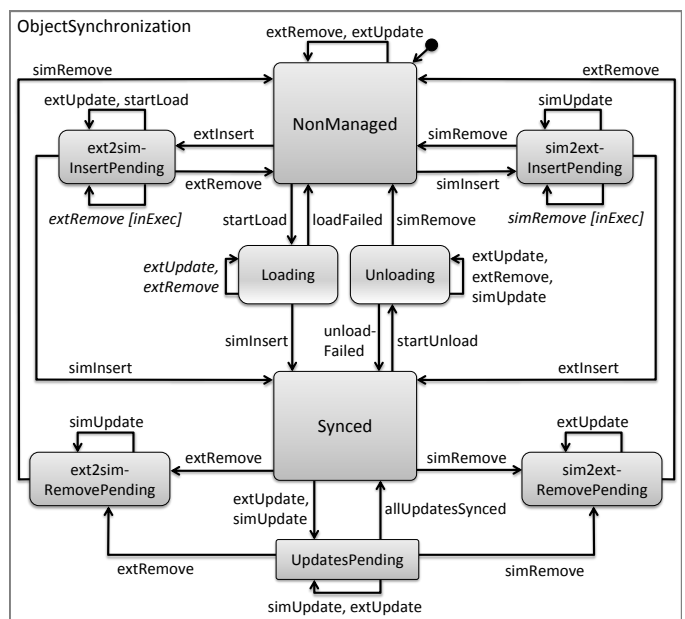 ObjectSynchronization
extRemove, extUpdate
simRemove
extRemove
extUpdate, startLoad
simUpdate
NonManaged
extInsert
simRemove
ext2sim-
InsertPending
sim2ext-
InsertPending
extRemove
simInsert
extRemove [inExec]
simRemove [inExec]
startLoad
loadFailed
simRemove
extUpdate,
extRemove
Loading
Unloading
extUpdate,
extRemove,
simUpdate
simInsert
unload-
Failed
startUnload
simInsert
extInsert
Synced
simUpdate
extUpdate
extRemove
simRemove
ext2sim-
RemovePending
sim2ext-
RemovePending
extUpdate,
simUpdate
allUpdatesSynced
UpdatesPending
extRemove
simRemove
simUpdate, extUpdate